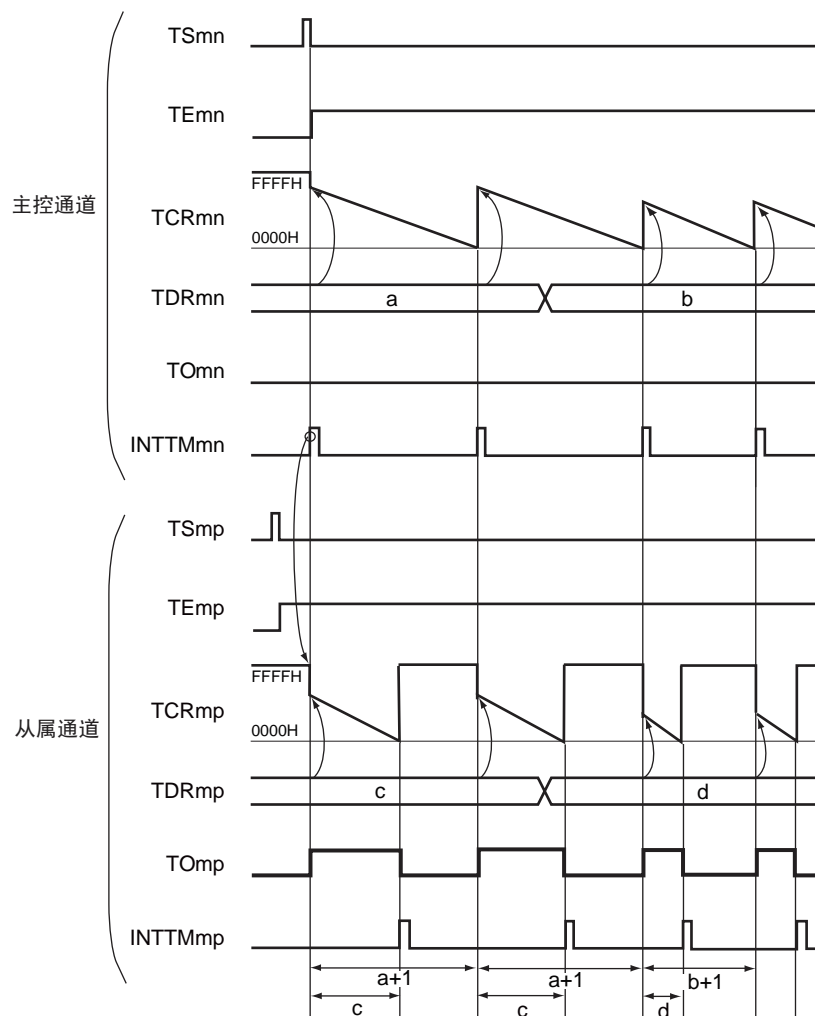 TSmn
TEmn
主控通道
FFFFH
TCRmn
0000H
TDRmn
a
b
TOmn
INTTMmn
TSmp
TEmp
从属通道
FFFFH
TCRmp
0000H
TDRmp
c
d
TOmp
INTTMmp
a+1
a+1
b+1
c
c
d